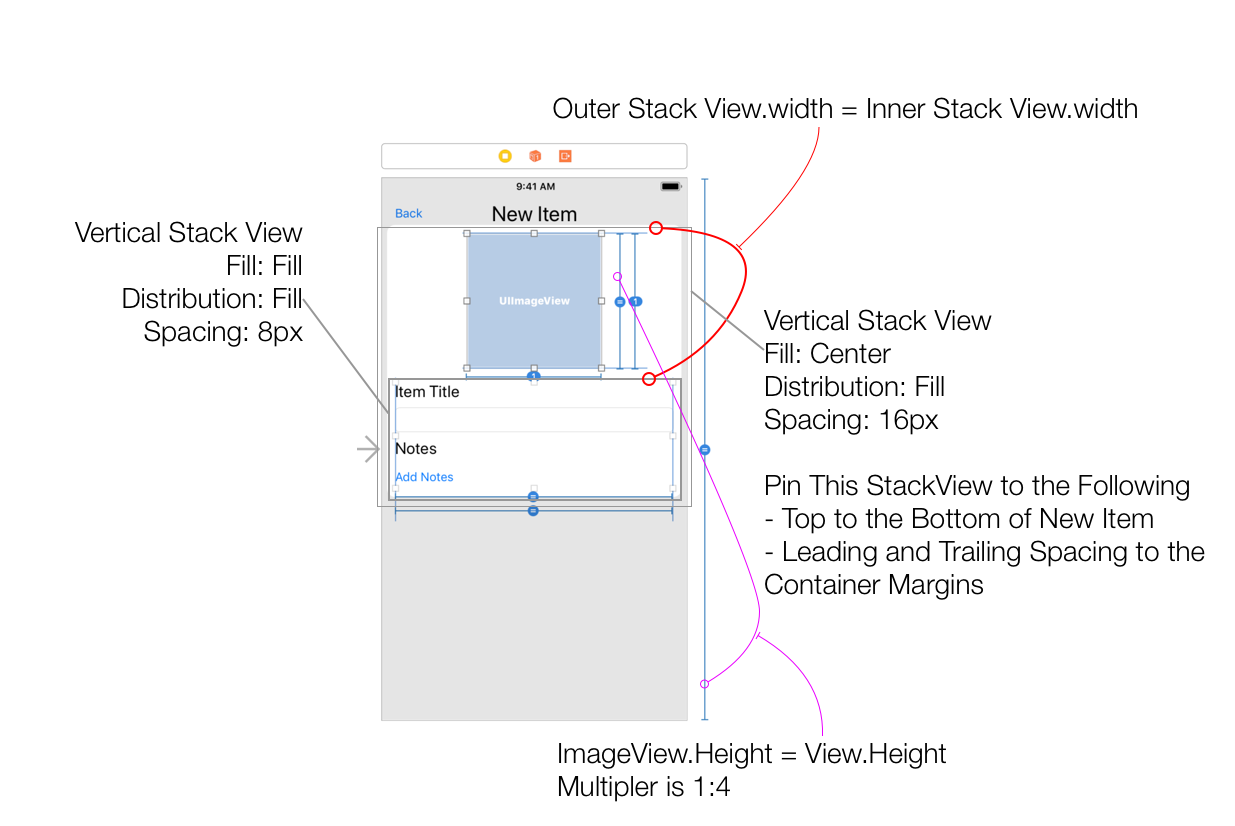 Outer Stack View.width = Inner Stack View.width
9:41 AM
Back
New Item
Vertical Stack View
Fill: Fill
Distribution: Fill
Spacing: 8px
UIImageView
=
1
1
Vertical Stack View
Fill: Center
Distribution: Fill
Spacing: 16px
Item Title
Notes
Add Notes
=
=
=
Pin This StackView to the Following
- Top to the Bottom of New Item
- Leading and Trailing Spacing to the
Container Margins
ImageView.Height = View.Height
Multipler is 1:4